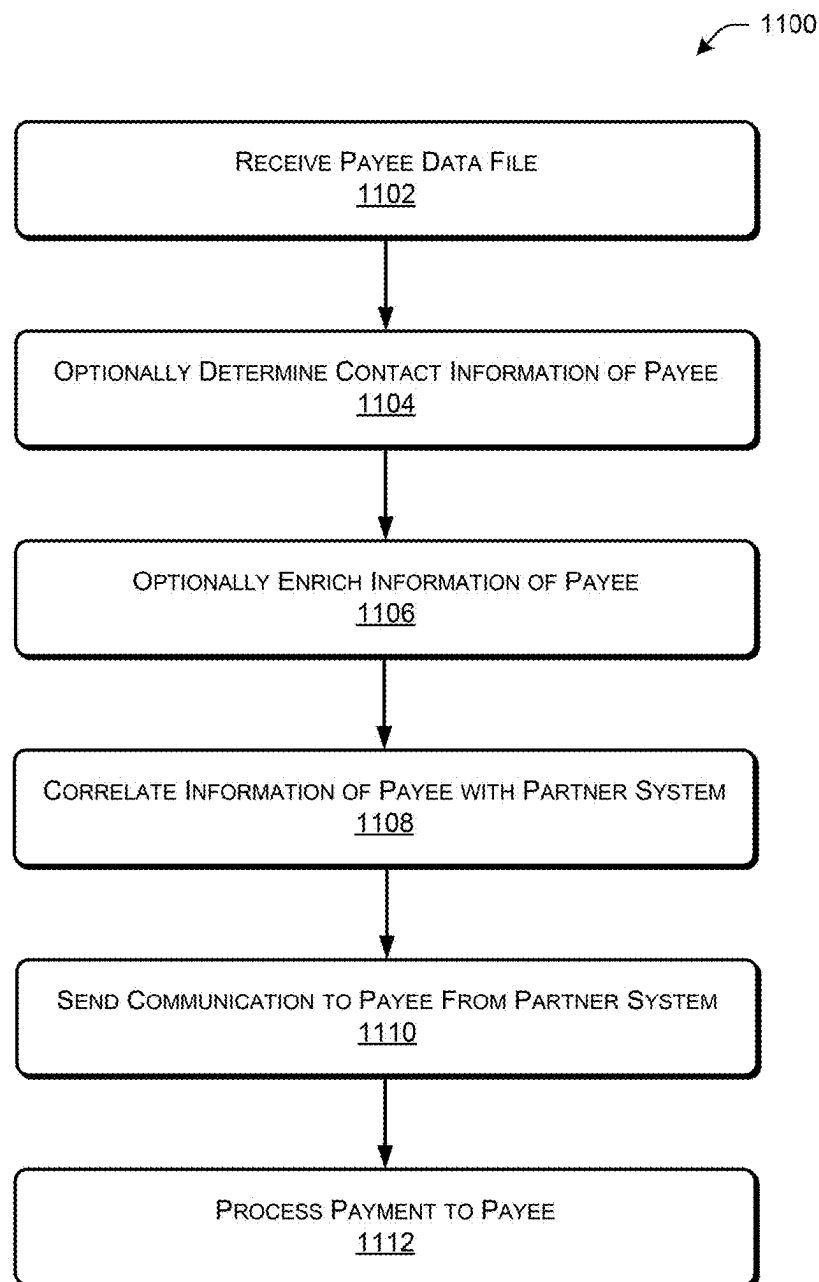 1100
RECEIVE PAYEE DATA FILE
1102
OPTIONALLY DETERMINE CONTACT INFORMATION OF PAYEE
1104
OPTIONALLY ENRICH INFORMATION OF PAYEE
1106
CORRELATE INFORMATION OF PAYEE WITH PARTNER SYSTEM
1108
SEND COMMUNICATION TO PAYEE FROM PARTNER SYSTEM
1110
PROCESS PAYMENT TO PAYEE
1112